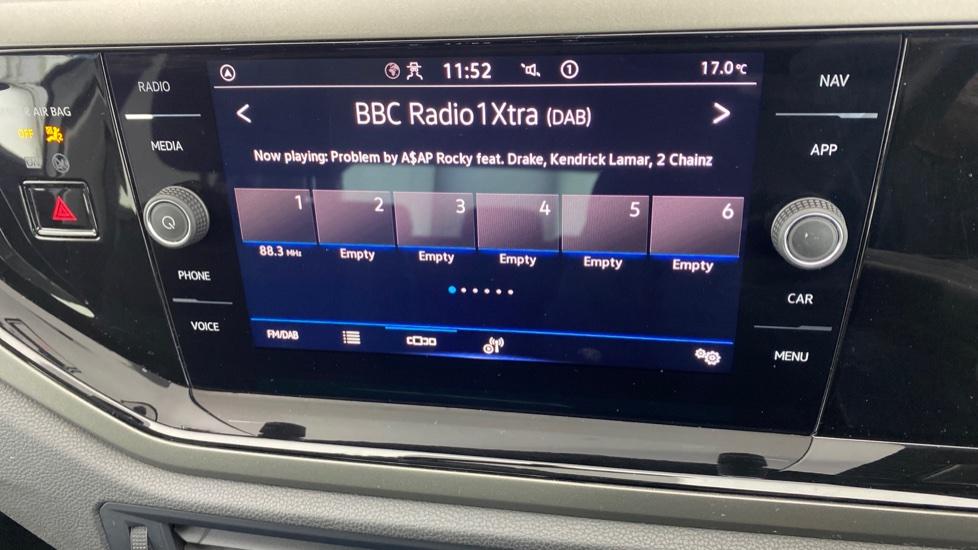 RADIO
MEDIA
PHONE
VOICE
AIR BAG
OFF
11:52
1
17.0°C
< BBC Radio 1Xtra (DAB) >
Now playing: Problem by A$AP Rocky feat. Drake, Kendrick Lamar, 2 Chainz
1 2 3 4 5 6
88.3 MHz Empty Empty Empty Empty Empty
FM/DAB
NAV
APP
CAR
MENU